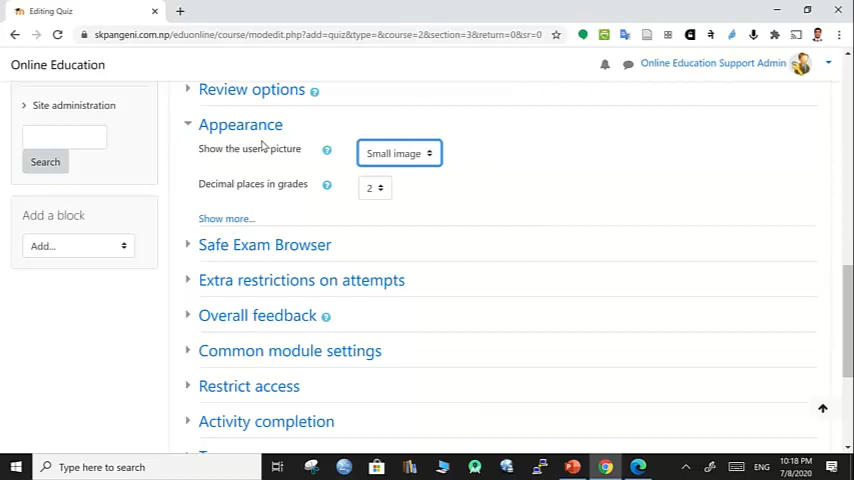 Editing Quiz
skpangeni.com.np/eduonline/course/modedit.php?add=quiz&type=&course=2&section=3&return=0&sr=0
Online Education
Online Education Support Admin
Site administration
Search
Add a block
Add...
Review options
Appearance
Show the user's picture
Small image
Decimal places in grades
2
Show more...
Safe Exam Browser
Extra restrictions on attempts
Overall feedback
Common module settings
Restrict access
Activity completion
Type here to search
ENG
10:18 PM
7/8/2020